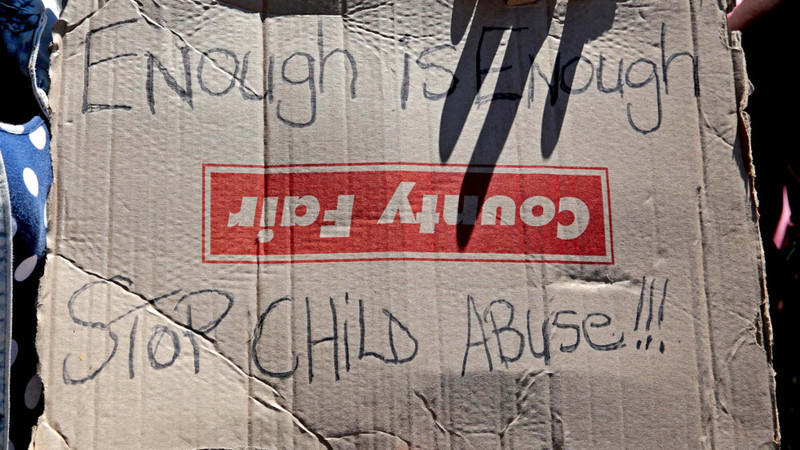 Enough is Enough
County Fair
STOP CHILD ABUSE!!!